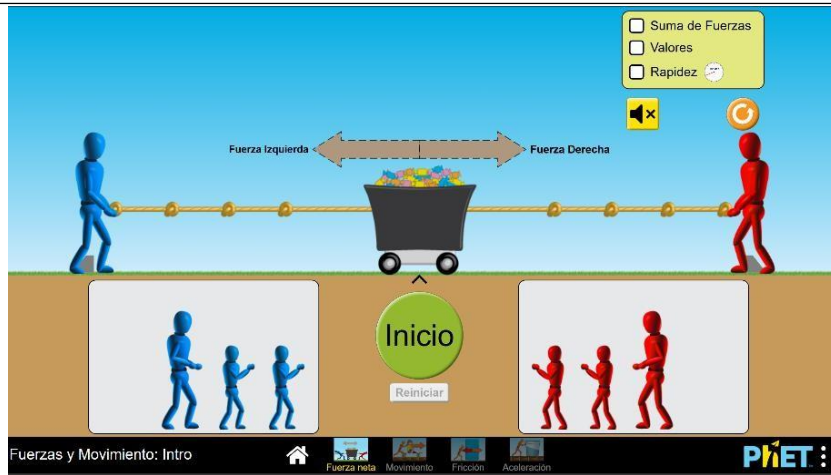 Suma de Fuerzas
Valores
Rapidez
Fuerza Izquierda
Fuerza Derecha
Inicio
Reiniciar
Fuerzas y Movimiento: Intro
Fuerza neta
Movimiento
Fricción
Aceleración
PhET